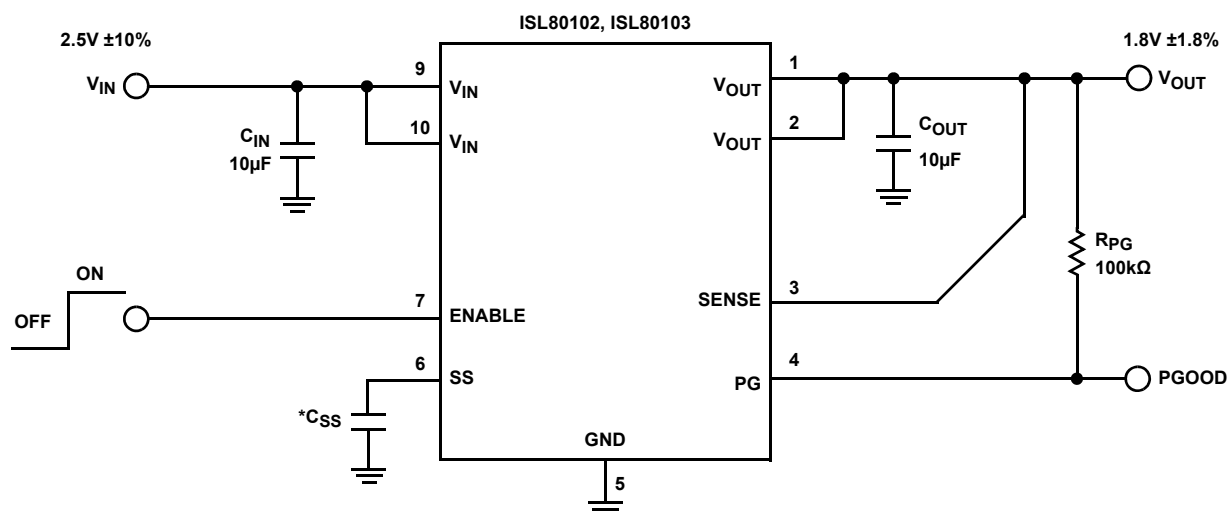 ISL80102, ISL80103
2.5V ±10%
1.8V ±1.8%
VIN
9
VIN
10
VIN
CIN
10µF
1
VOUT
2
VOUT
VOUT
COUT
10µF
RPG
100kΩ
ON
OFF
7
ENABLE
6
SS
*CSS
SENSE
3
4
PG
PGOOD
GND
5